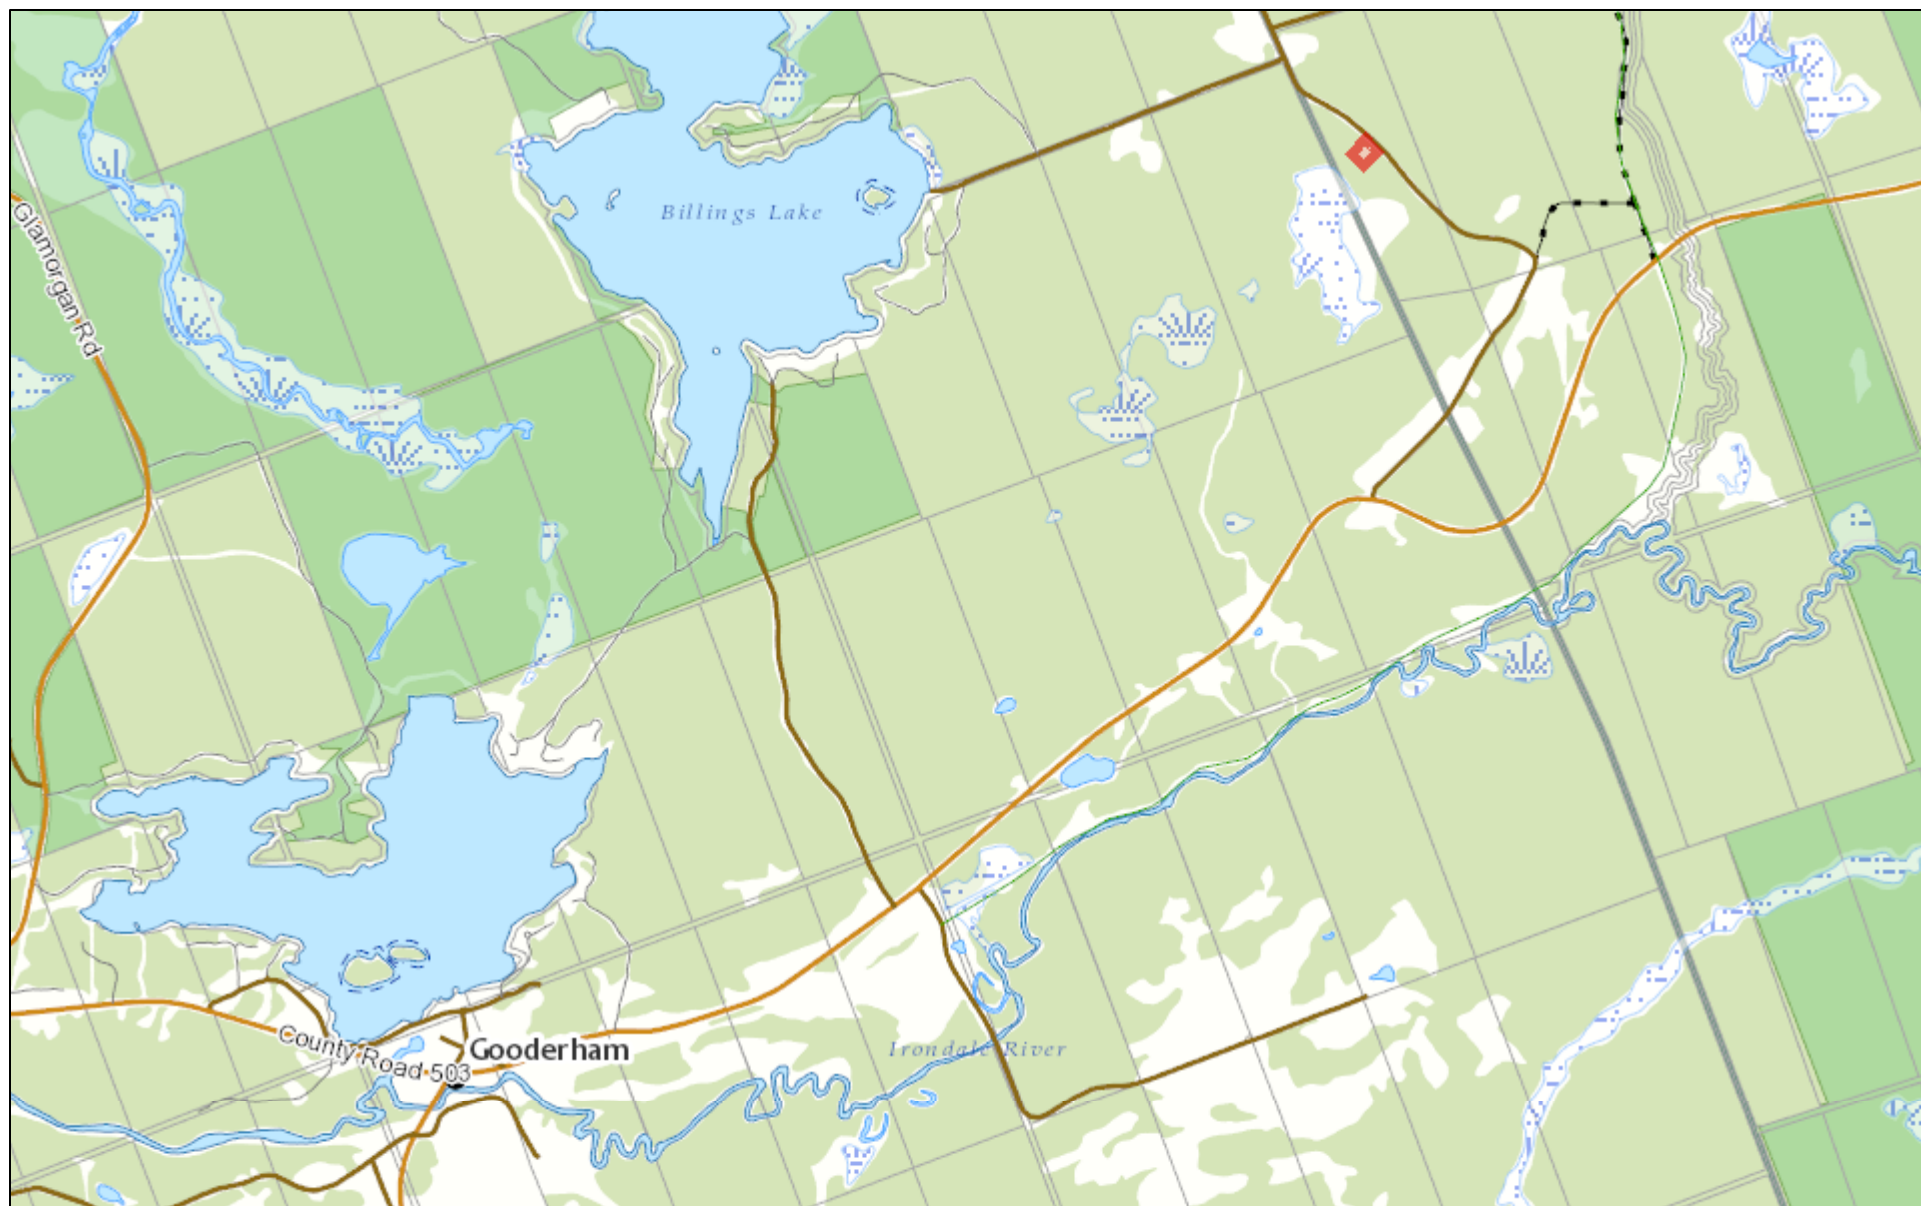 Billings Lake
Glamorgan Rd
County Road 503
Gooderham
Irondale River